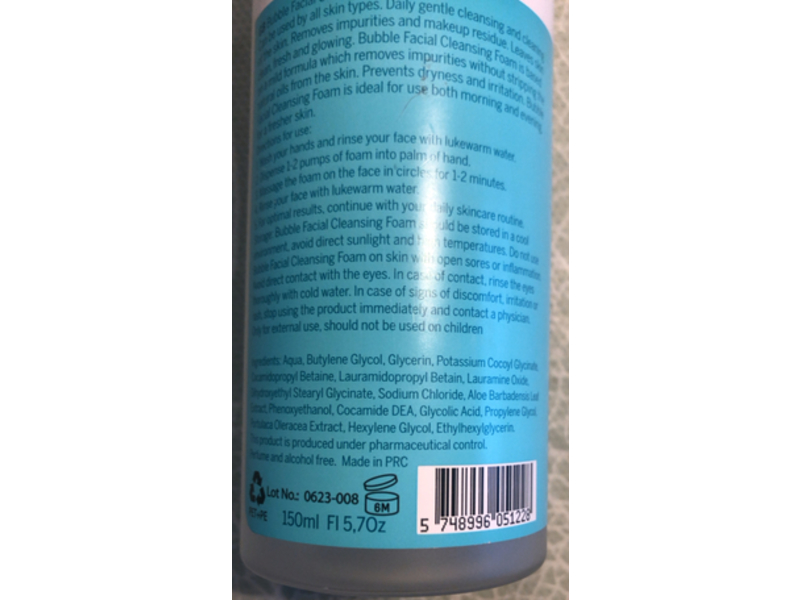 Bubble Facial
be used by all skin types. Daily gentle cleansing and
the skin. Removes impurities and makeup residue. Leaves
fresh and glowing. Bubble Facial Cleansing Foam is based
mild formula which removes impurities without stripping the
oils from the skin. Prevents dryness and irritation. Bubble
Cleansing Foam is ideal for use both morning and evening
fresher skin.
for use:
your hands and rinse your face with lukewarm water.
1-2 pumps of foam into palm of hand.
the foam on the face in circles for 1-2 minutes.
your face with lukewarm water.
optimal results, continue with your daily skincare routine.
Bubble Facial Cleansing Foam should be stored in a cool
avoid direct sunlight and high temperatures. Do not use
Bubble Facial Cleansing Foam on skin with open sores or inflammation
direct contact with the eyes. In case of contact, rinse the eyes
thoroughly with cold water. In case of signs of discomfort, irritation or
stop using the product immediately and contact a physician.
Only for external use, should not be used on children
Ingredients: Aqua, Butylene Glycol, Glycerin, Potassium Cocoyl Glycinate,
Betaine, Lauramidopropyl Betain, Lauramine Oxide,
Stearyl Glycinate, Sodium Chloride, Aloe Barbadensis Leaf
Extract, Phenoxyethanol, Cocamide DEA, Glycolic Acid, Propylene Glycol
Oleracea Extract, Hexylene Glycol, Ethylhexylglycerin.
product is produced under pharmaceutical control.
and alcohol free. Made in PRC
Lot No.: 0623-008
6M
150ml Fl 5,7Oz
5 748996 051228